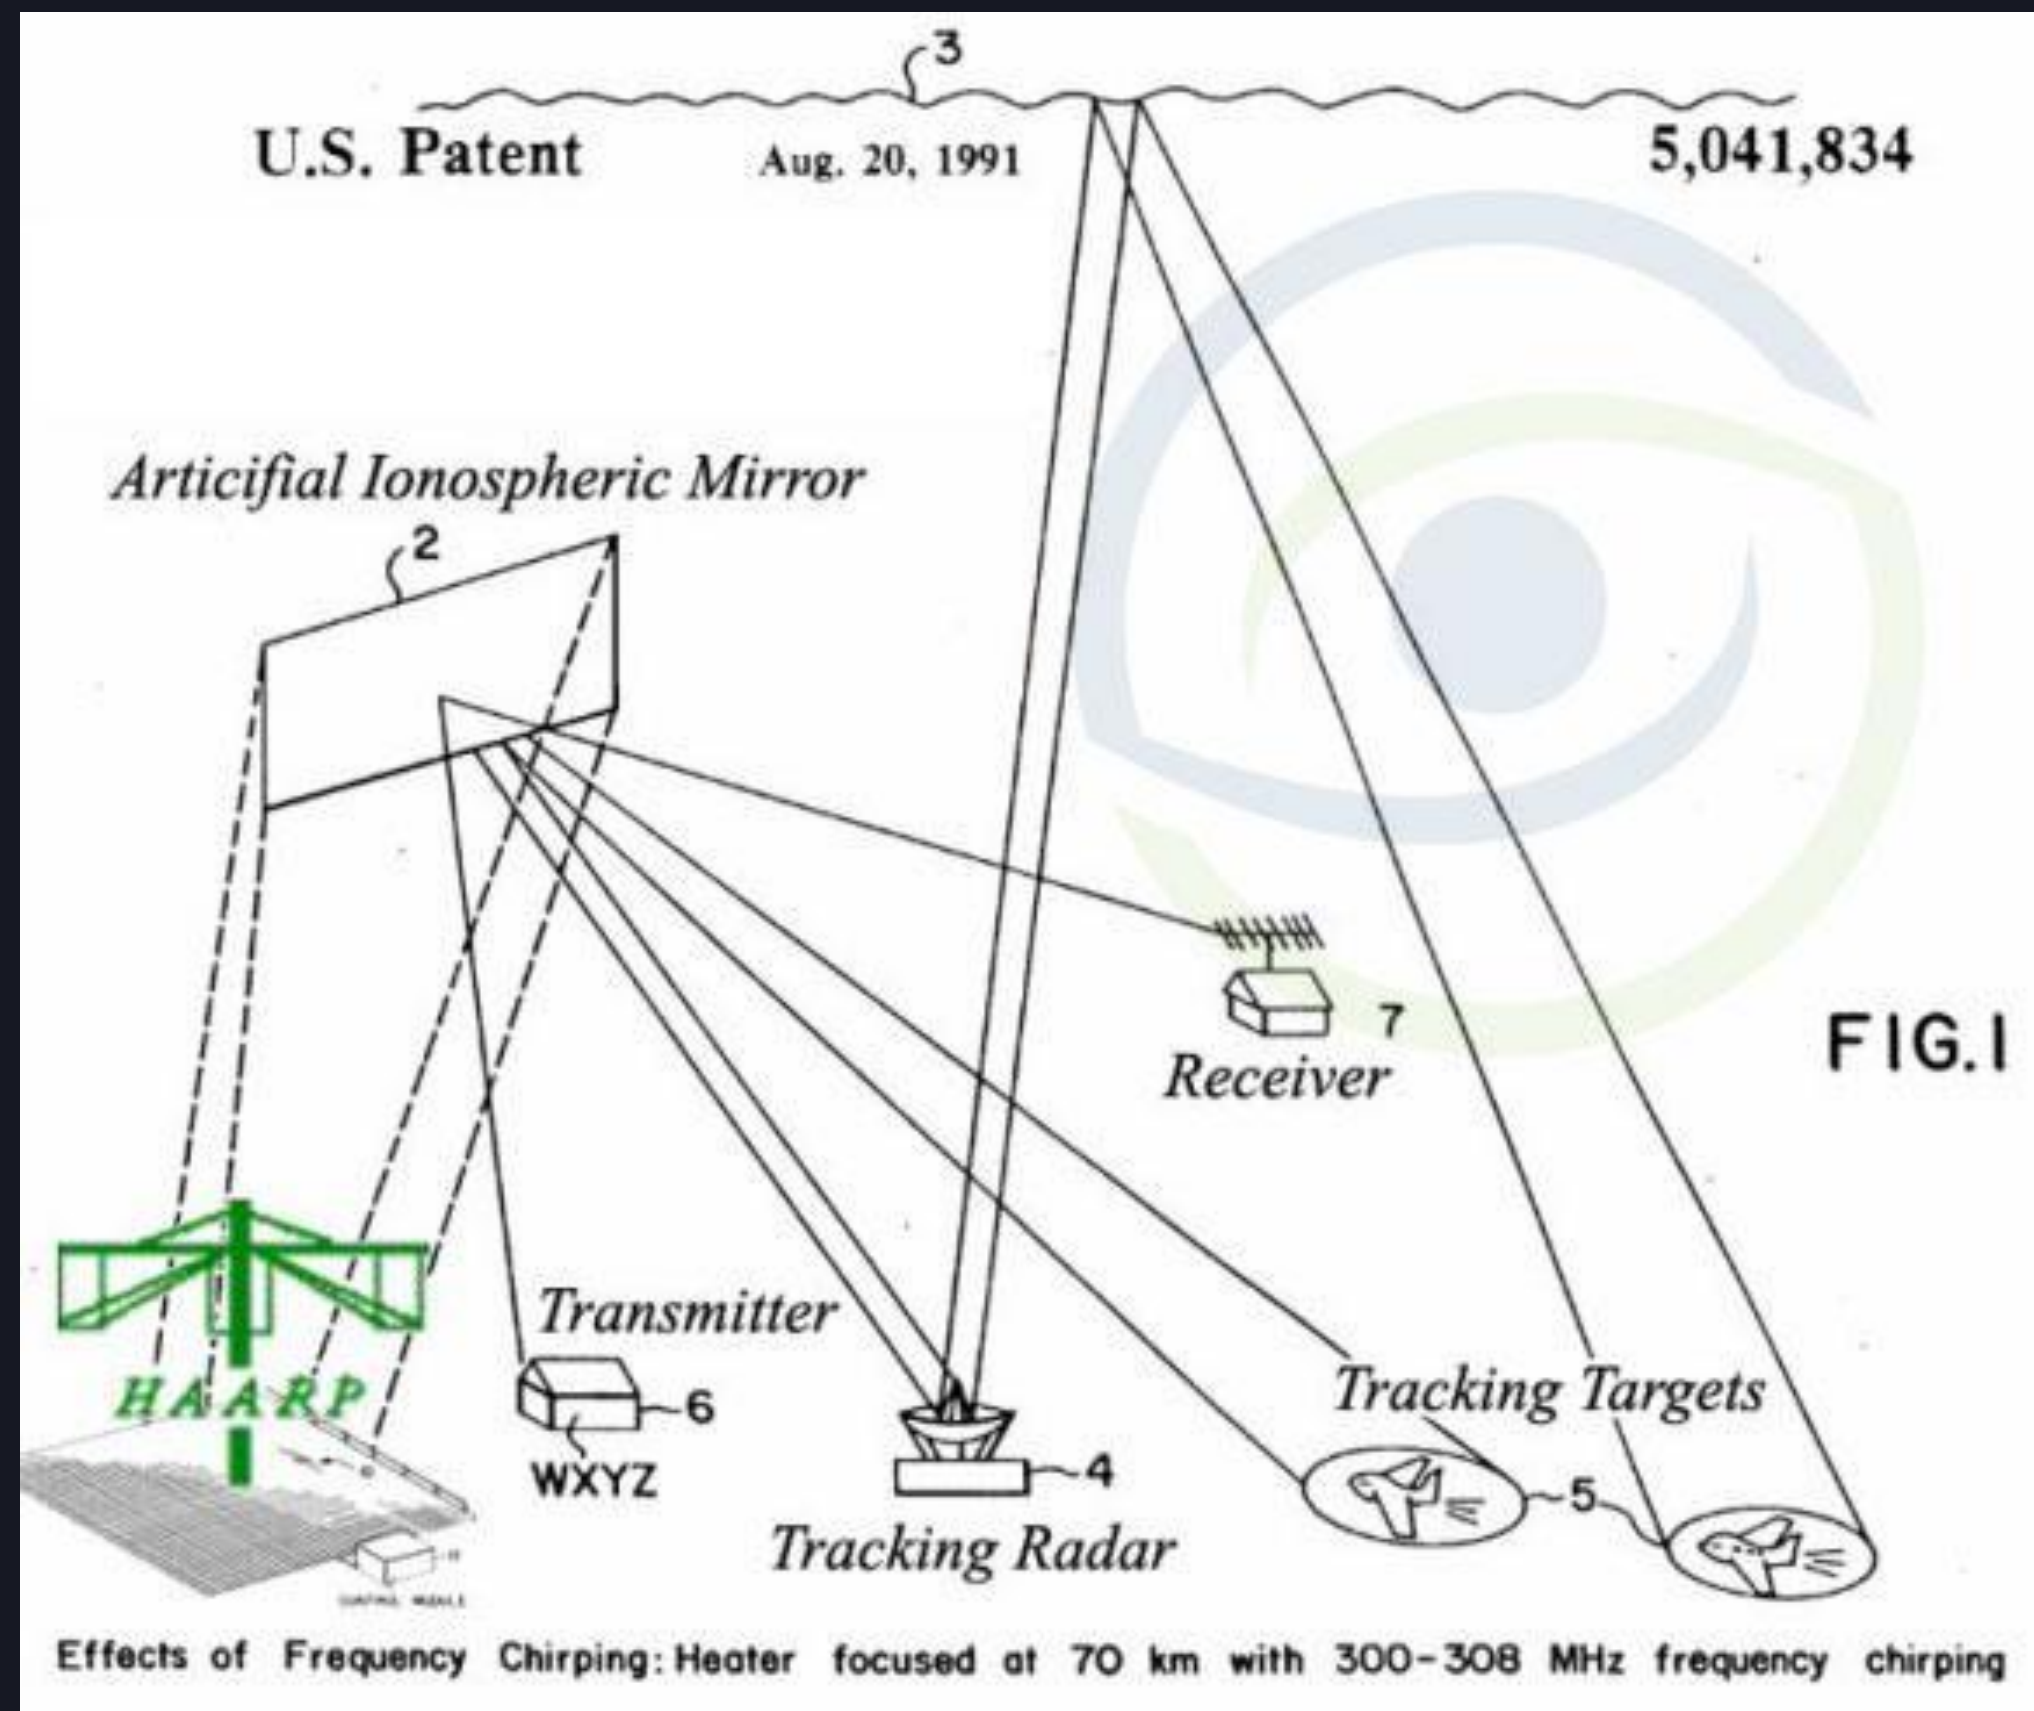 3
U.S. Patent Aug. 20, 1991 5,041,834
Articifial Ionospheric Mirror
2
7
Receiver
FIG.1
Transmitter
HAARP
6
WXYZ
4
Tracking Radar
Tracking Targets
5
Effects of Frequency Chirping: Heater focused at 70 km with 300-308 MHz frequency chirping